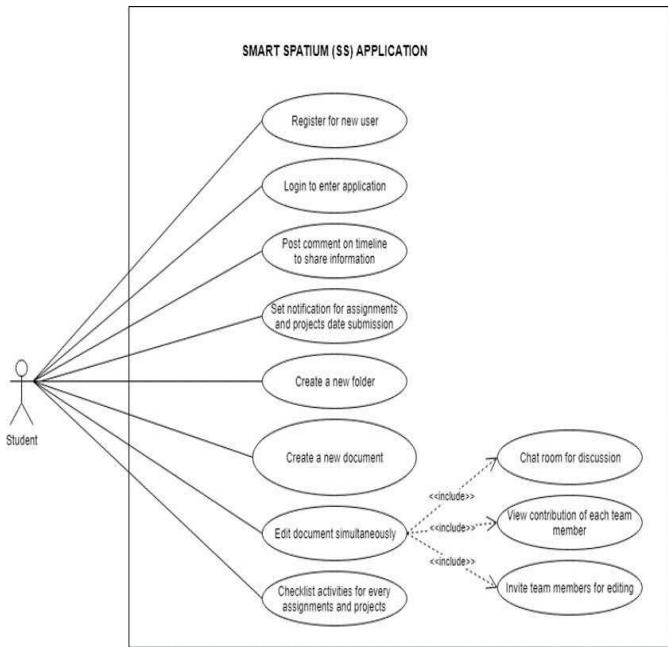 SMART SPATIUM (SS) APPLICATION
Register for new user
Login to enter application
Post comment on timeline
to share information
Set notification for assignments
and projects date submission
Create a new folder
Student
Create a new document
Chat room for discussion
<<include>>
Edit document simultaneously
<<include>>
View contribution of each team
member
<<include>>
Invite team members for editing
Checklist activities for every
assignments and projects